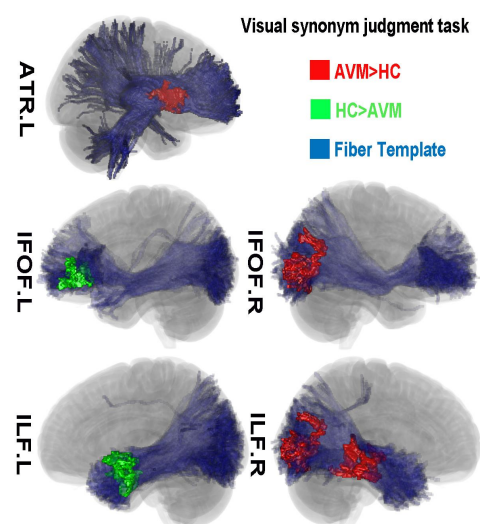 Visual synonym judgment task
AVM>HC
HC>AVM
Fiber Template
ATR.L
IFOF.L
IFOF.R
ILF.L
ILF.R